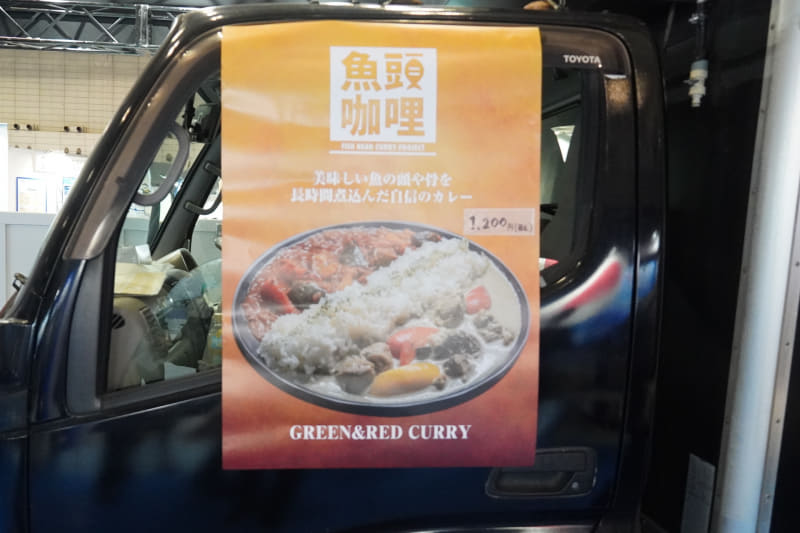 TOYOTA
魚頭
咖哩
FISH HEAD CURRY PROJECT
美味しい魚の頭や骨を
長時間煮込んだ自信のカレー
1,200円(税込)
GREEN&RED CURRY